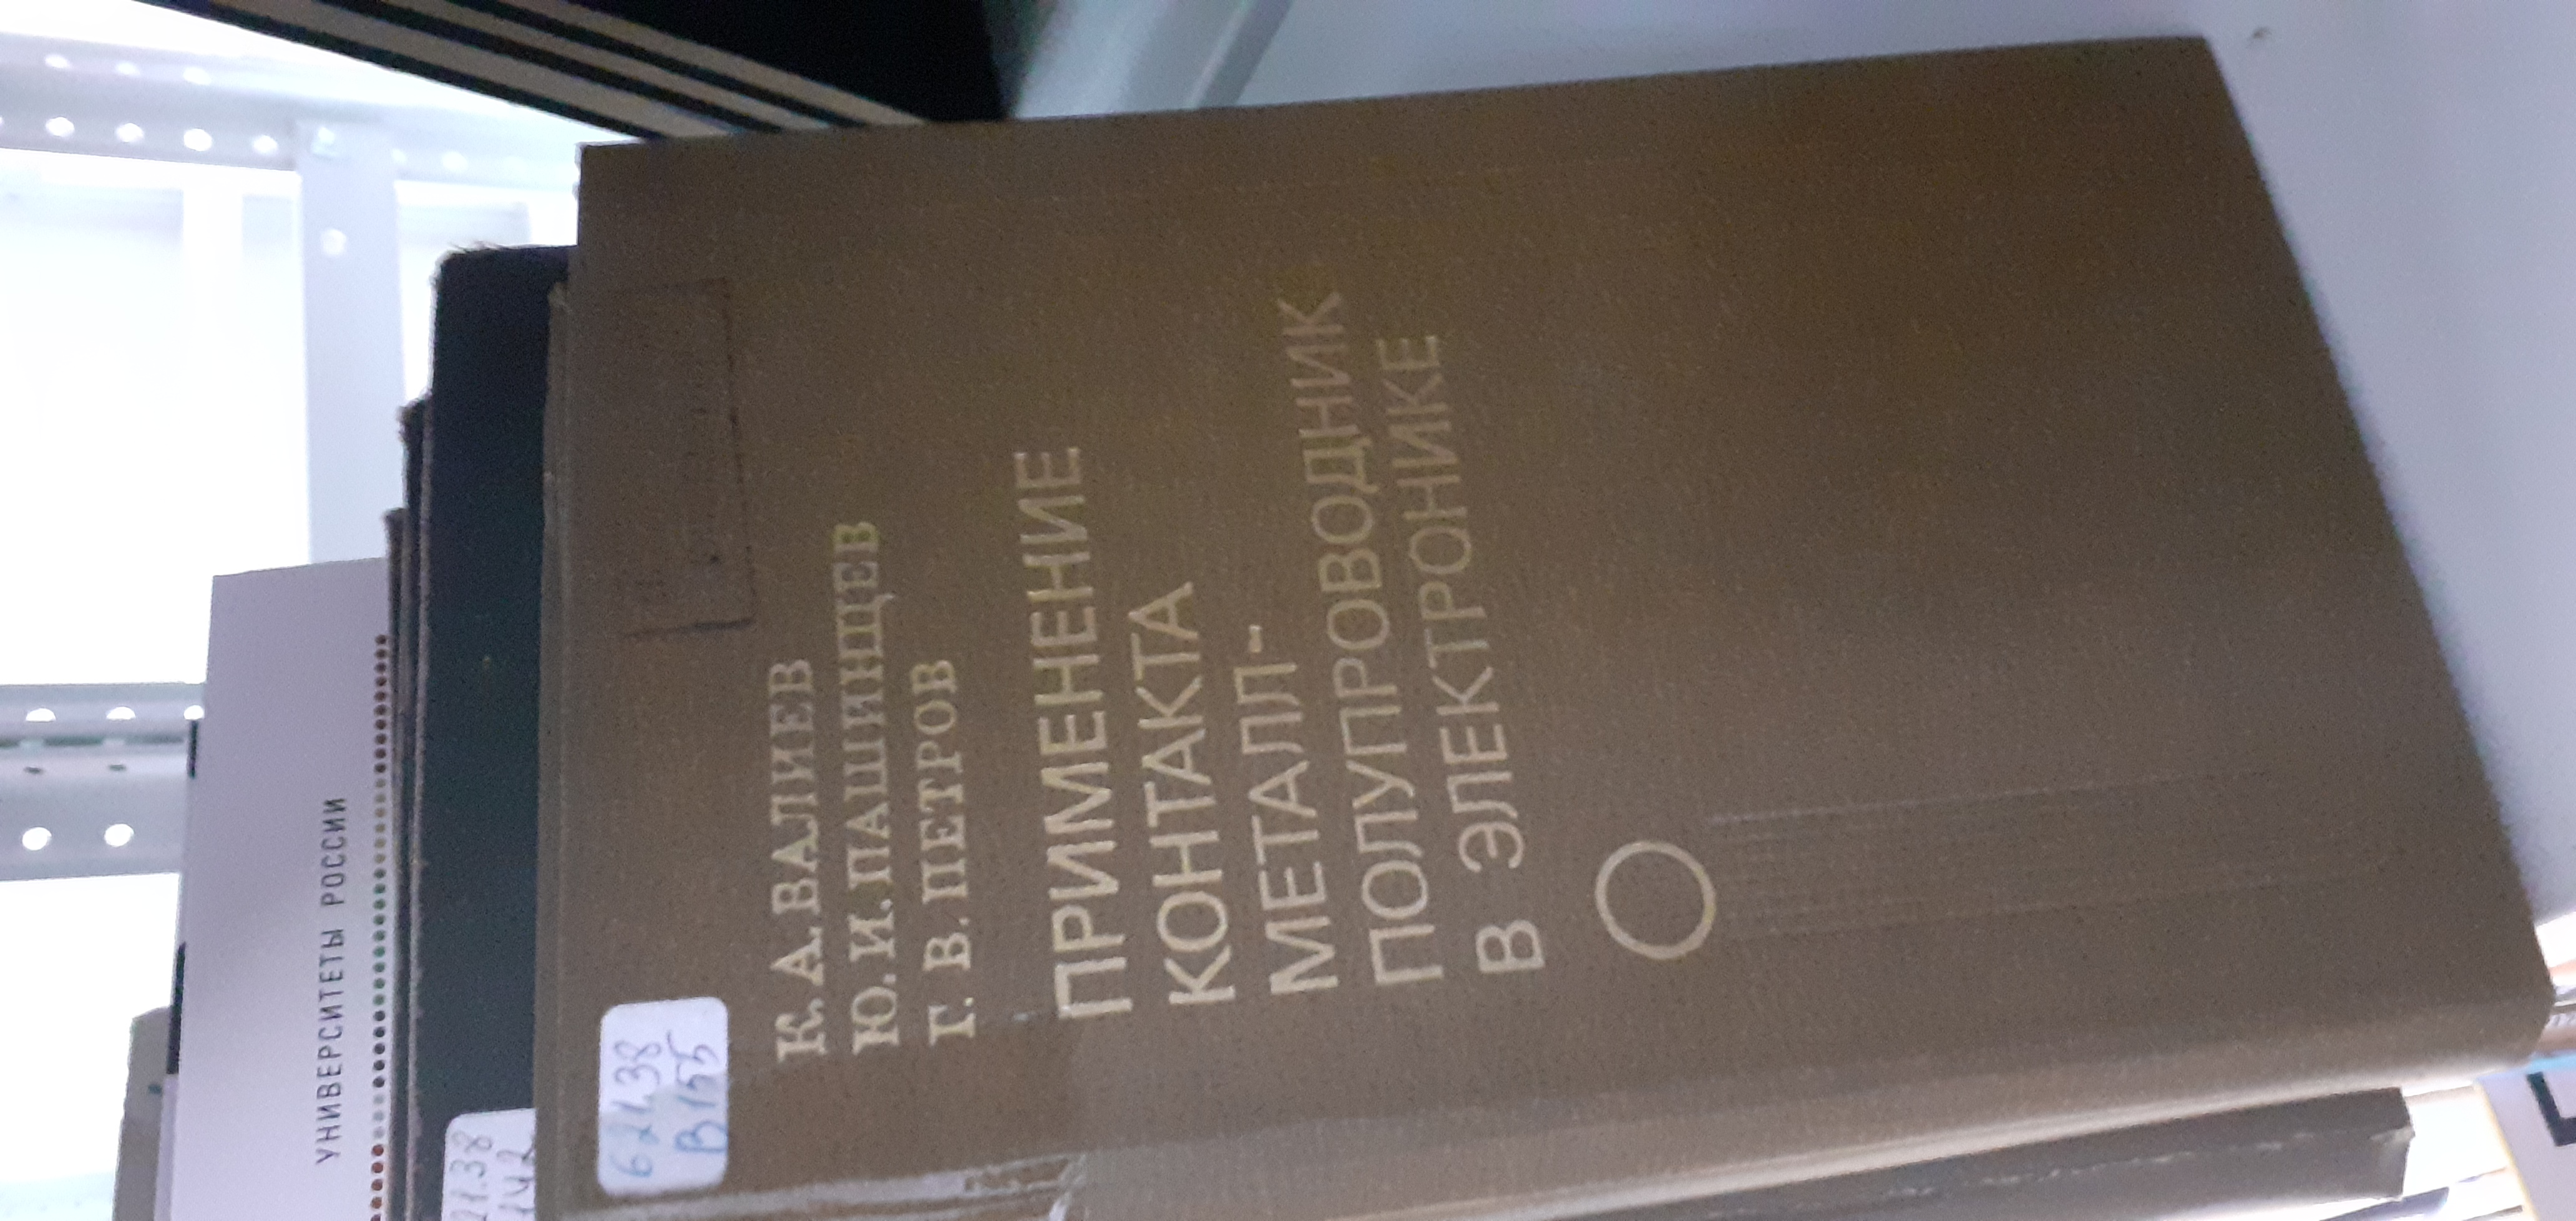 К. А. ВАЛИЕВ
Ю. И. ПАШИНЦЕВ
Г. В. ПЕТРОВ
ПРИМЕНЕНИЕ
КОНТАКТА
МЕТАЛЛ-
ПОЛУПРОВОДНИК
В ЭЛЕКТРОНИКЕ
621.38
В155
УНИВЕРСИТЕТЫ РОССИИ